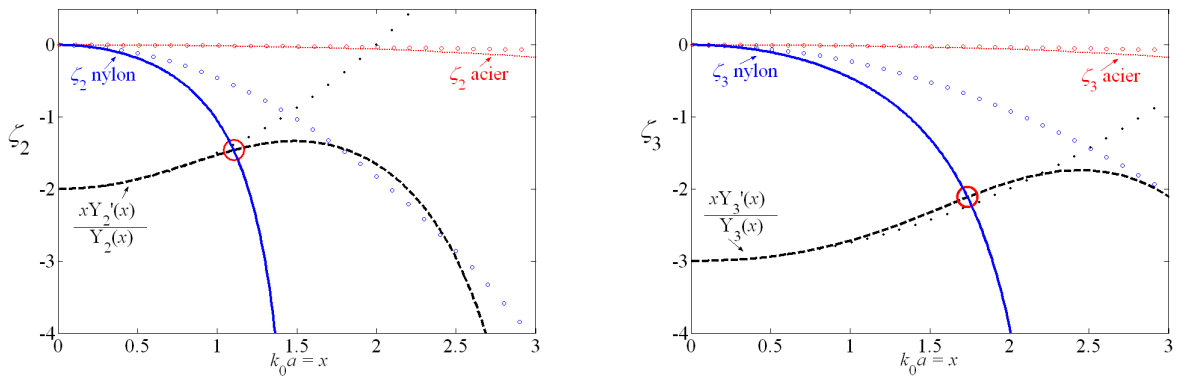 0
-1
-2
-3
-4
ζ2
ζ2 nylon
ζ2 acier
xY2'(x)
Y2(x)
0 0.5 1 1.5 2 2.5 3
k0a = x
0
-1
-2
-3
-4
ζ3
ζ3 nylon
ζ3 acier
xY3'(x)
Y3(x)
0 0.5 1 1.5 2 2.5 3
k0a = x